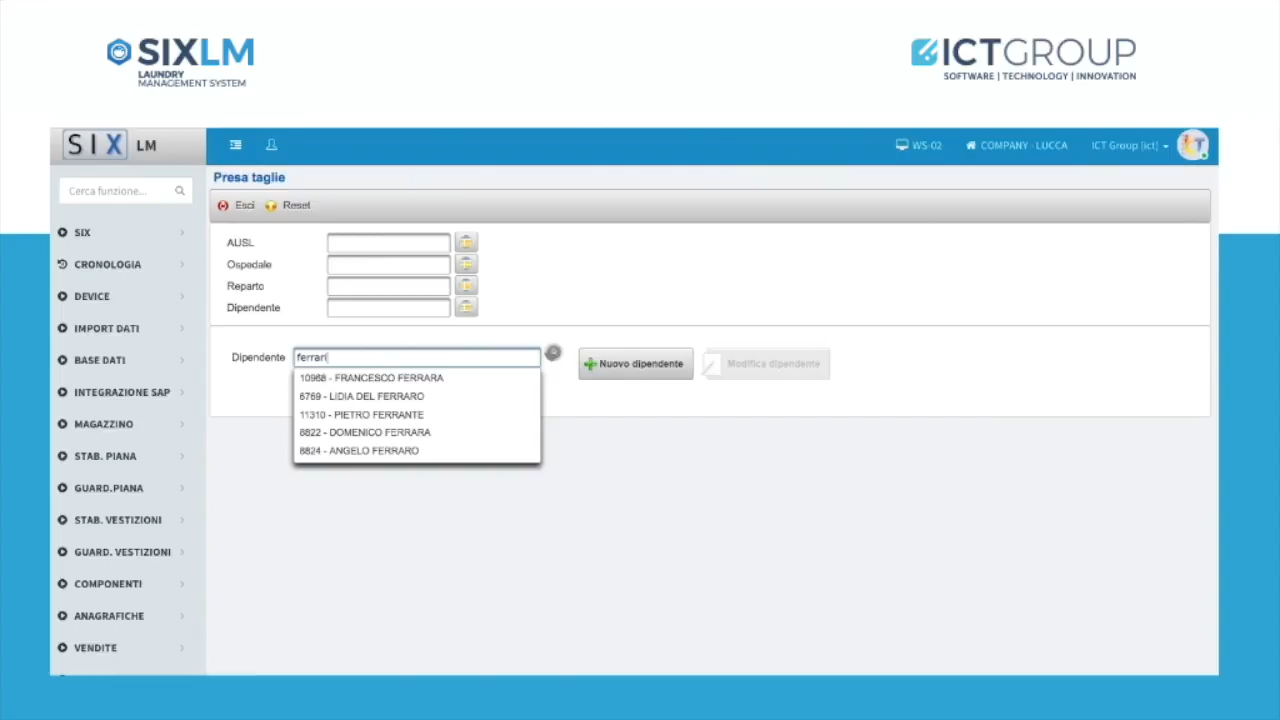 SIXLM
LAUNDRY
MANAGEMENT SYSTEM
ICTGROUP
SOFTWARE | TECHNOLOGY | INNOVATION
SIX LM
WS-02
COMPANY - LUCCA
ICT Group [ict]
Cerca funzione...
Presa taglie
Esci
Reset
SIX
CRONOLOGIA
DEVICE
IMPORT DATI
BASE DATI
INTEGRAZIONE SAP
MAGAZZINO
STAB. PIANA
GUARD.PIANA
STAB. VESTIZIONI
GUARD. VESTIZIONI
COMPONENTI
ANAGRAFICHE
VENDITE
AUSL
Ospedale
Reparto
Dipendente
Dipendente ferrari
Nuovo dipendente
Modifica dipendente
10968 - FRANCESCO FERRARA
6769 - LIDIA DEL FERRARO
11310 - PIETRO FERRANTE
8822 - DOMENICO FERRARA
8824 - ANGELO FERRARO